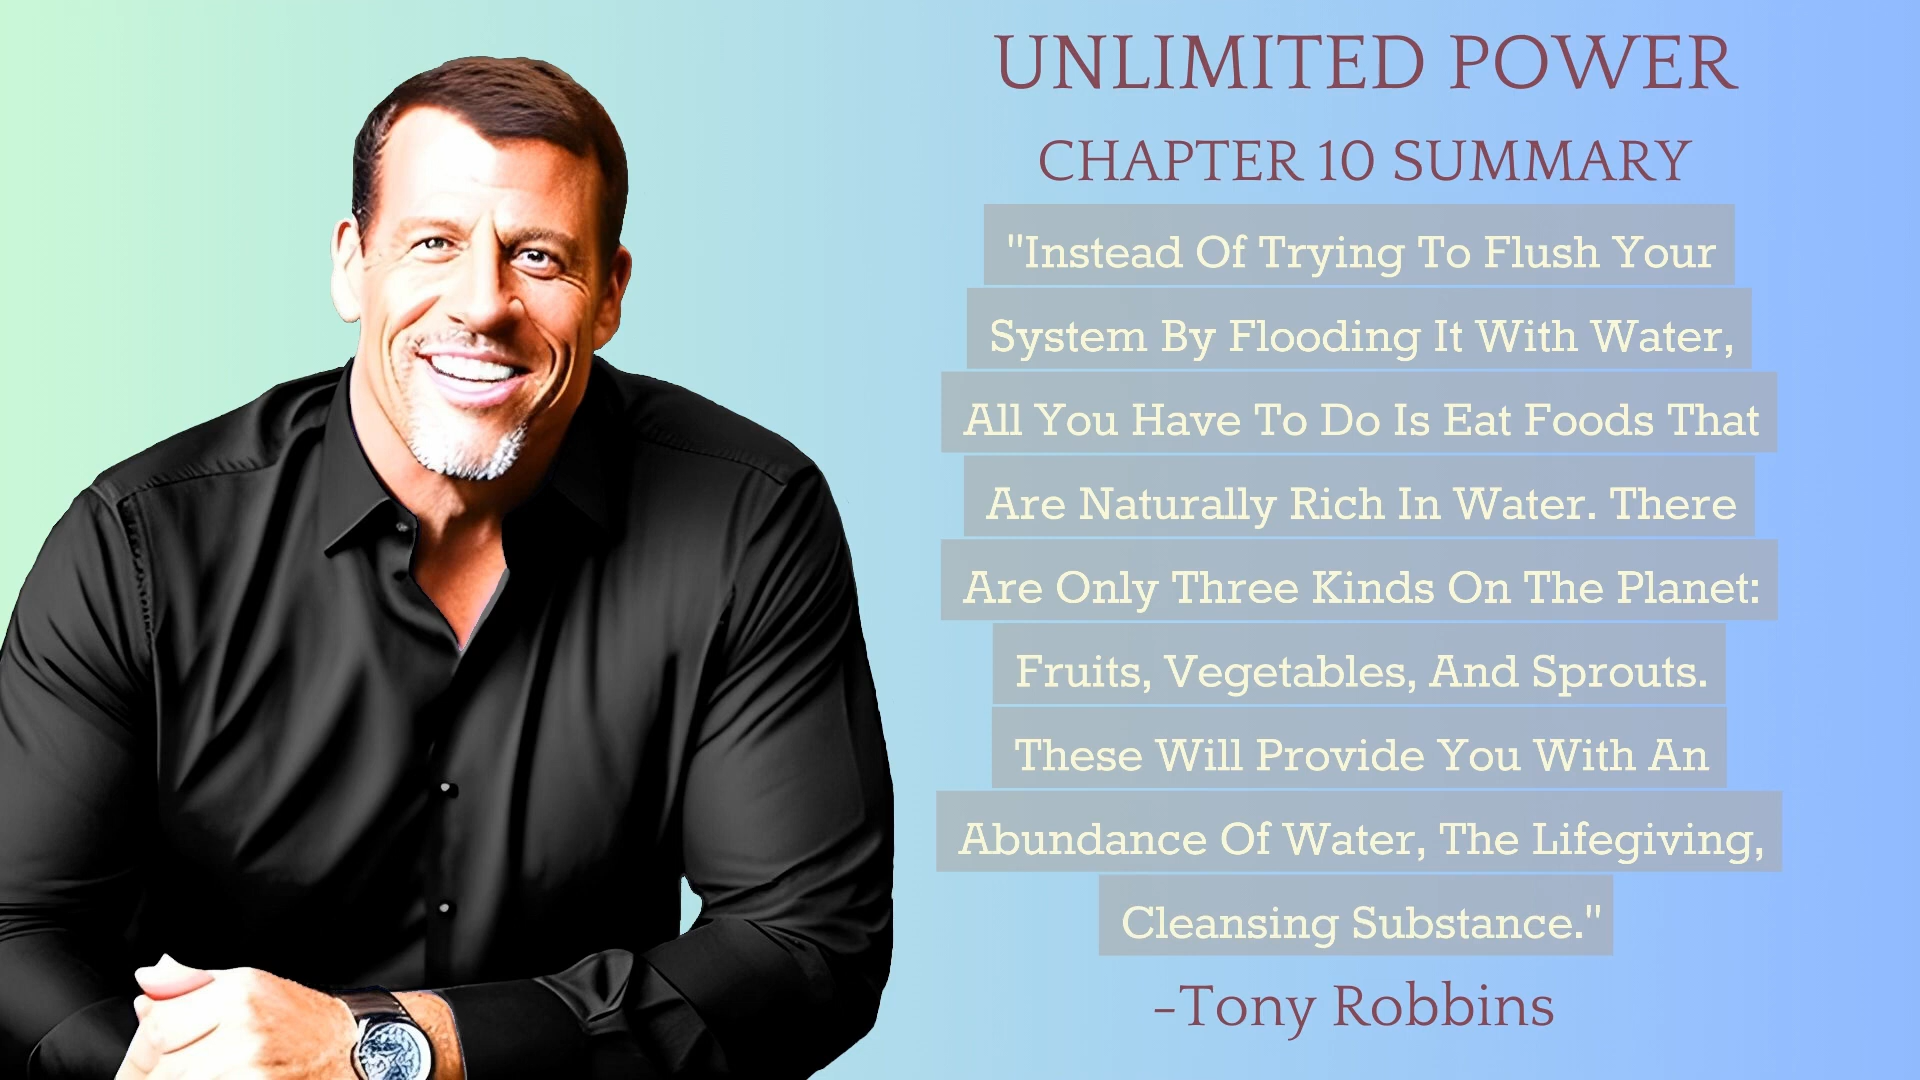 UNLIMITED POWER
CHAPTER 10 SUMMARY
"Instead Of Trying To Flush Your
System By Flooding It With Water,
All You Have To Do Is Eat Foods That
Are Naturally Rich In Water. There
Are Only Three Kinds On The Planet:
Fruits, Vegetables, And Sprouts.
These Will Provide You With An
Abundance Of Water, The Lifegiving,
Cleansing Substance."
-Tony Robbins